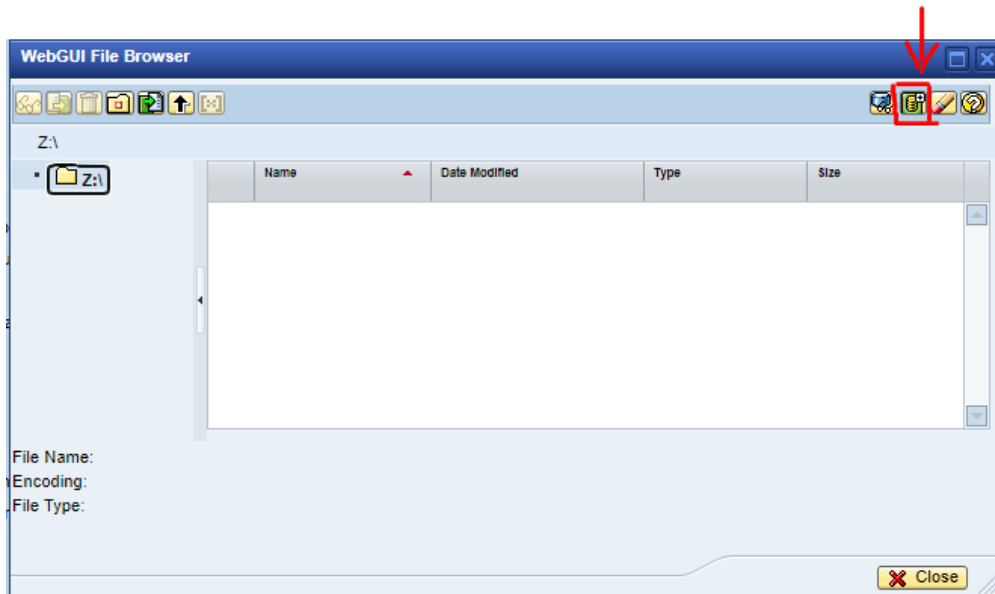 WebGUI File Browser
Z:\
Z:\
Name Date Modified Type Size
File Name:
Encoding:
File Type:
Close